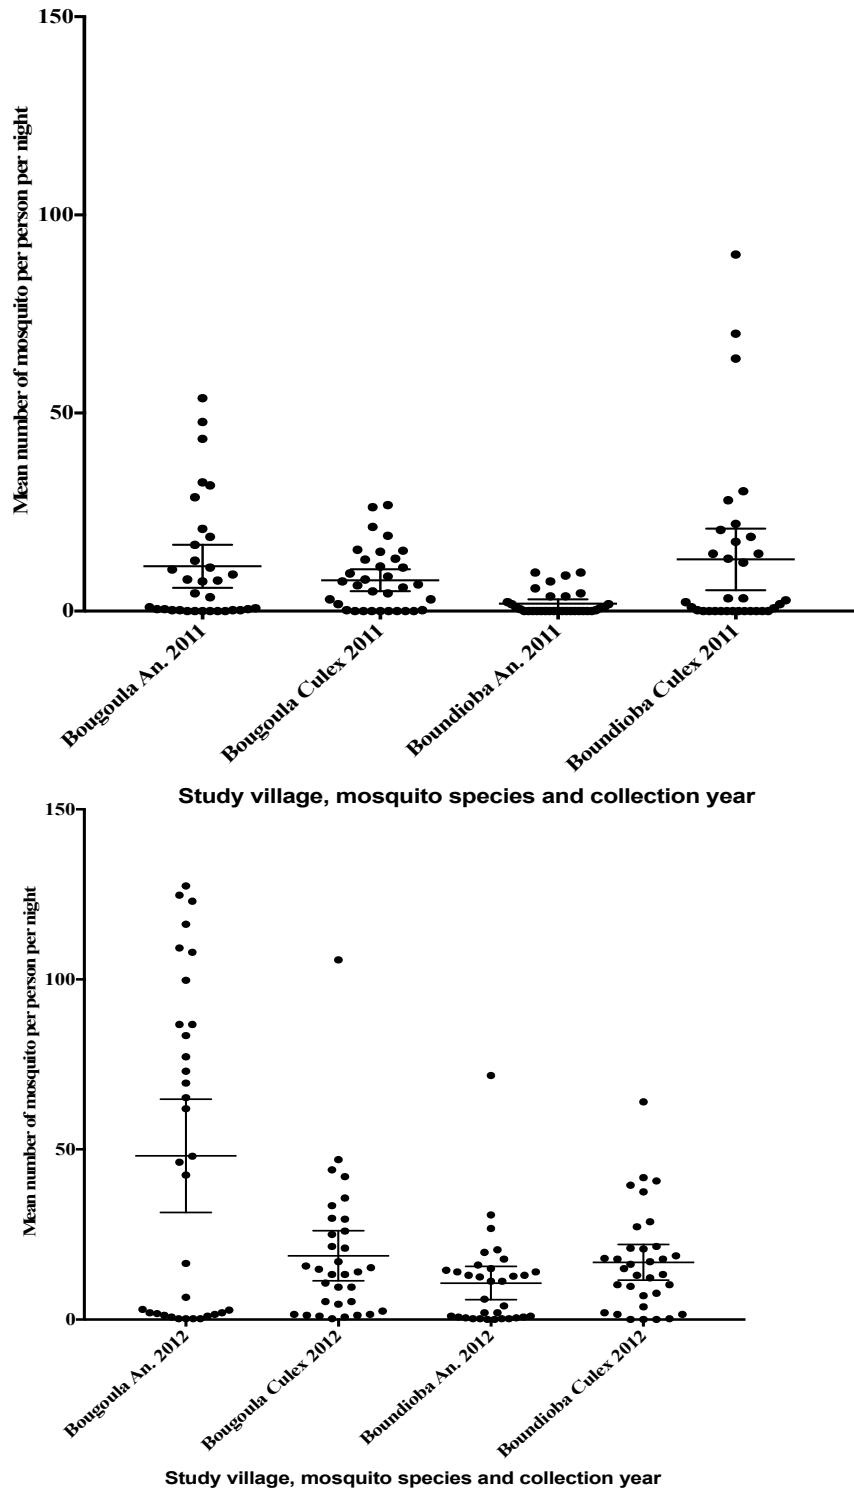 150
100
50
0
Mean number of mosquito per person per night
Bougoula An. 2011
Bougoula Culex 2011
Boundioba An. 2011
Boundioba Culex 2011
Study village, mosquito species and collection year
150
100
50
0
Mean number of mosquito per person per night
Bougoula An. 2012
Bougoula Culex 2012
Boundioba An. 2012
Boundioba Culex 2012
Study village, mosquito species and collection year